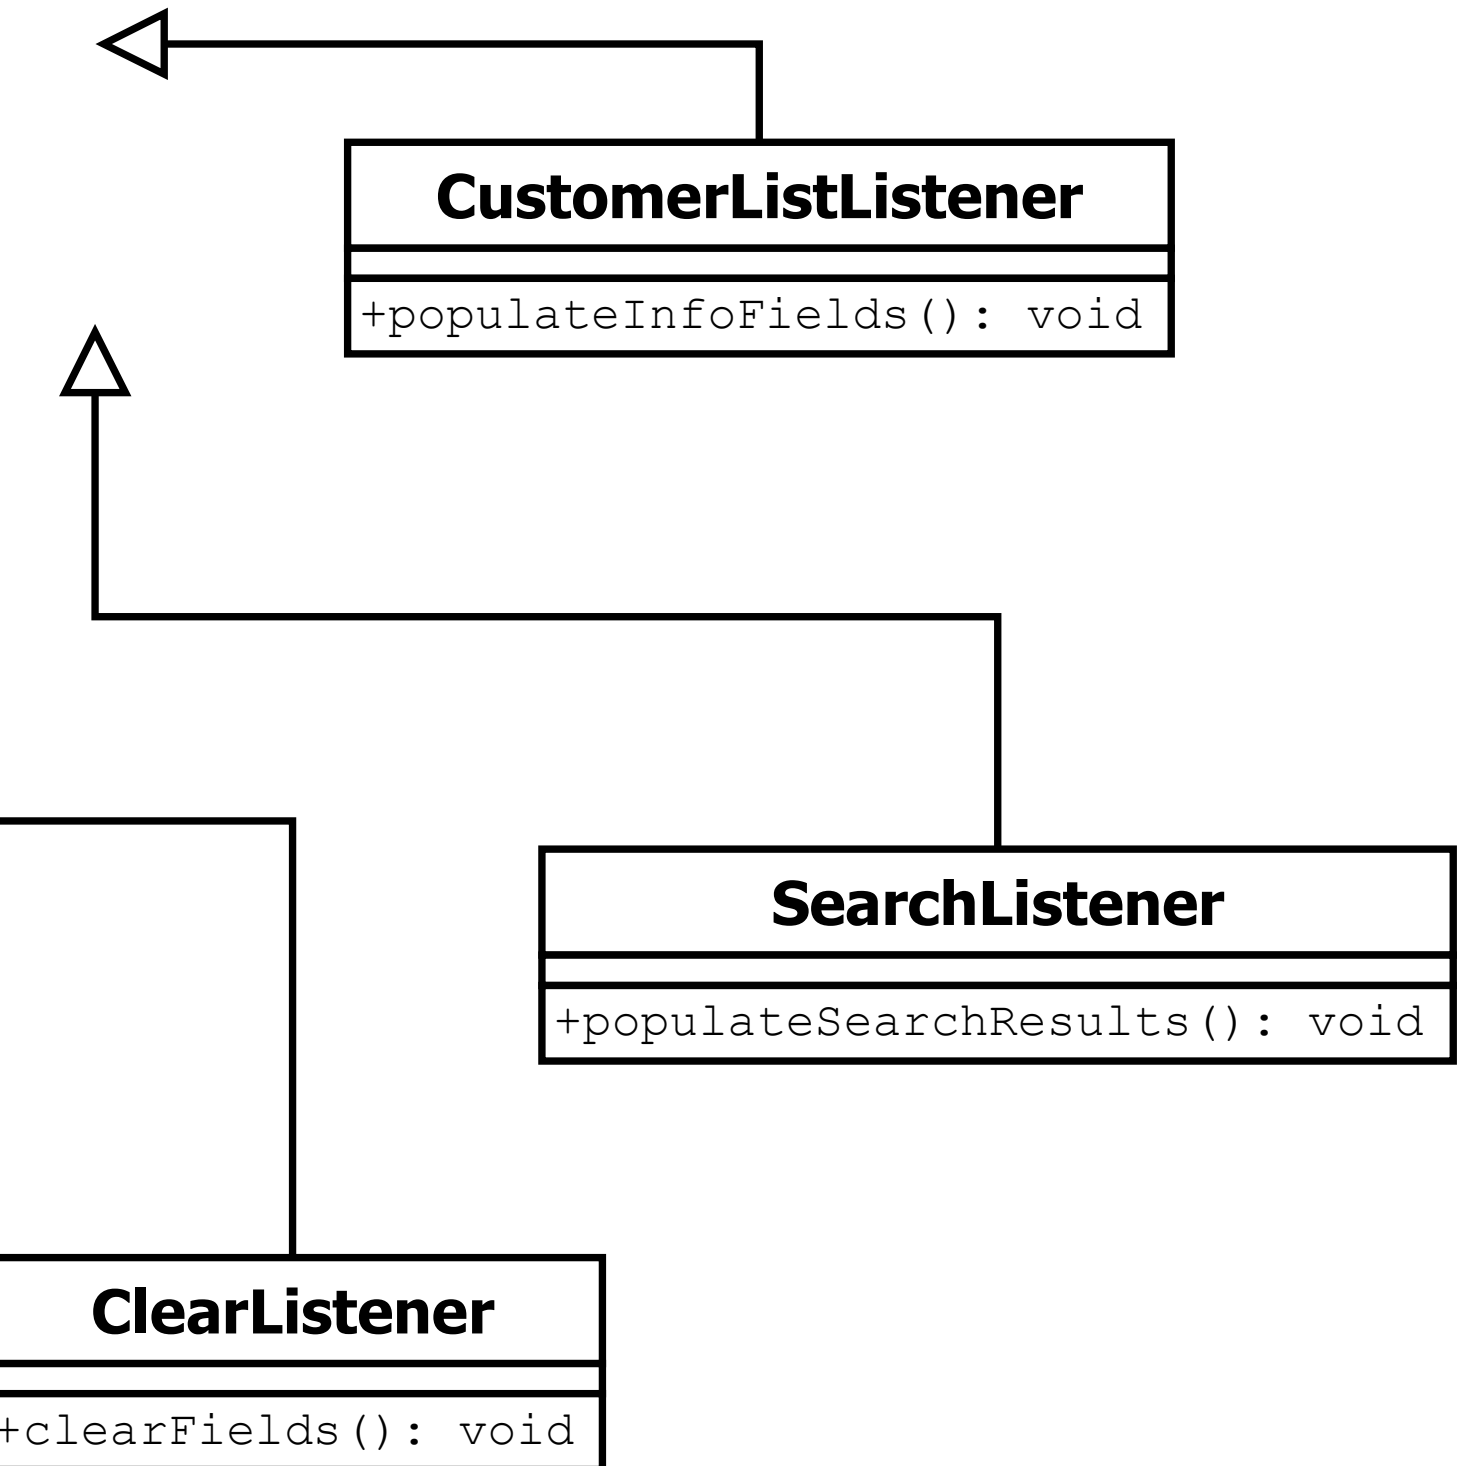 CustomerListListener
+populateInfoFields(): void
SearchListener
+populateSearchResults(): void
ClearListener
+clearFields(): void